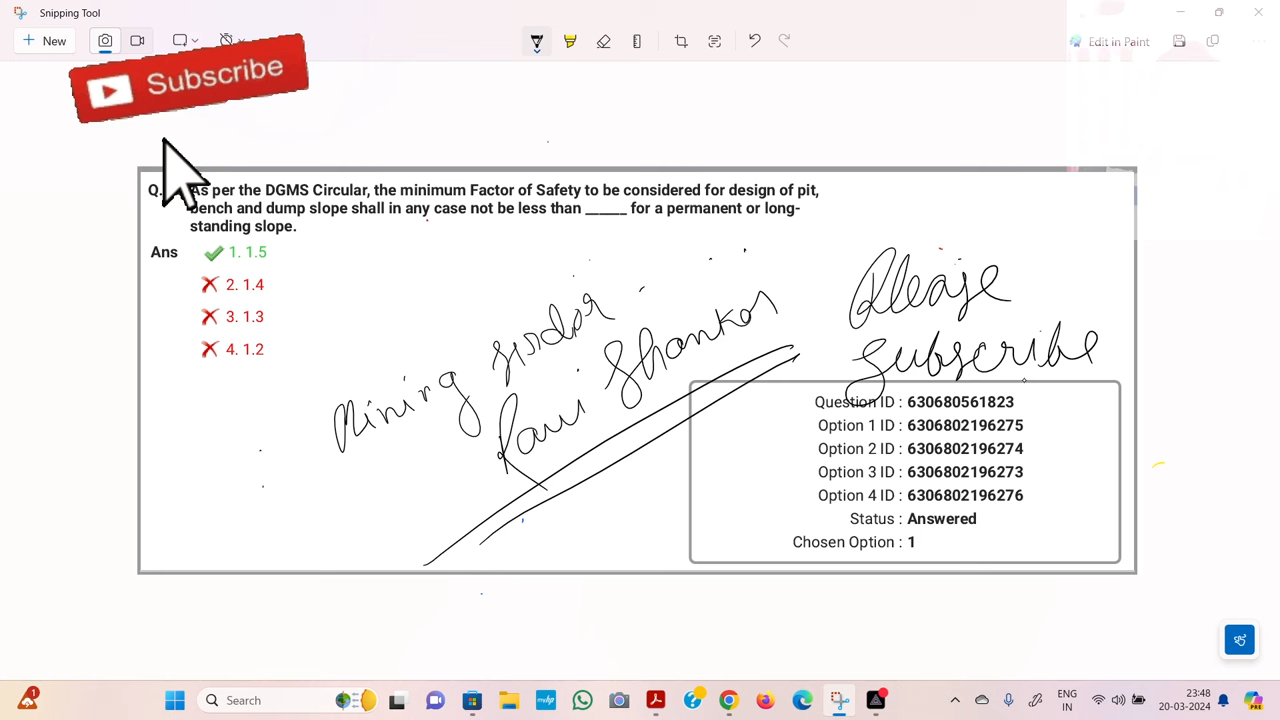 Snipping Tool
New
Edit in Paint
Subscribe
Q. As per the DGMS Circular, the minimum Factor of Safety to be considered for design of pit,
bench and dump slope shall in any case not be less than ______ for a permanent or long-
standing slope.
Ans 1. 1.5
2. 1.4
3. 1.3
4. 1.2
Mining sirdar
Ravi Shankar
Please
Subscribe
Question ID : 630680561823
Option 1 ID : 6306802196275
Option 2 ID : 6306802196274
Option 3 ID : 6306802196273
Option 4 ID : 6306802196276
Status : Answered
Chosen Option : 1
1
Search
ENG
IN
23:48
20-03-2024
PRE